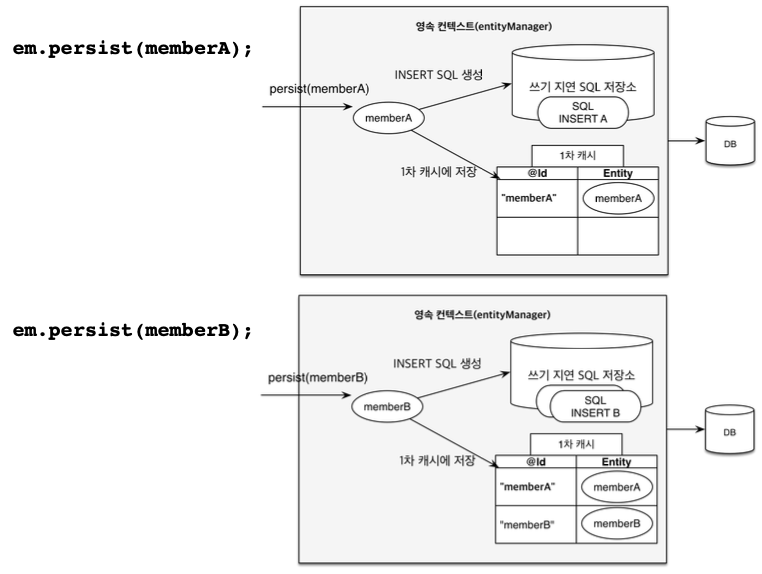 em.persist(memberA);
영속 컨텍스트(entityManager)
persist(memberA)
memberA
INSERT SQL 생성
쓰기 지연 SQL 저장소
SQL
INSERT A
1차 캐시에 저장
1차 캐시
@Id Entity
"memberA" memberA
DB
em.persist(memberB);
영속 컨텍스트(entityManager)
persist(memberB)
memberB
INSERT SQL 생성
쓰기 지연 SQL 저장소
SQL
INSERT B
1차 캐시에 저장
1차 캐시
@Id Entity
"memberA" memberA
"memberB" memberB
DB